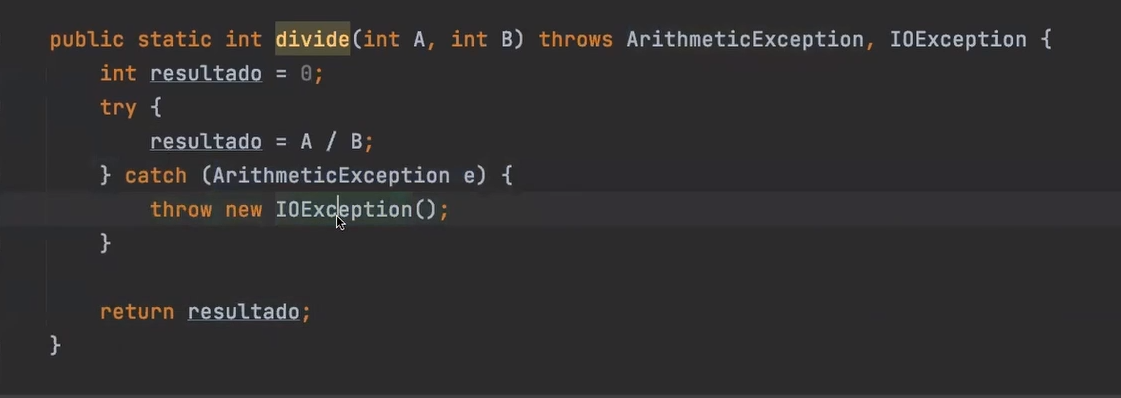 public static int divide(int A, int B) throws ArithmeticException, IOException {
int resultado = 0;
try {
resultado = A / B;
} catch (ArithmeticException e) {
throw new IOException();
}
return resultado;
}